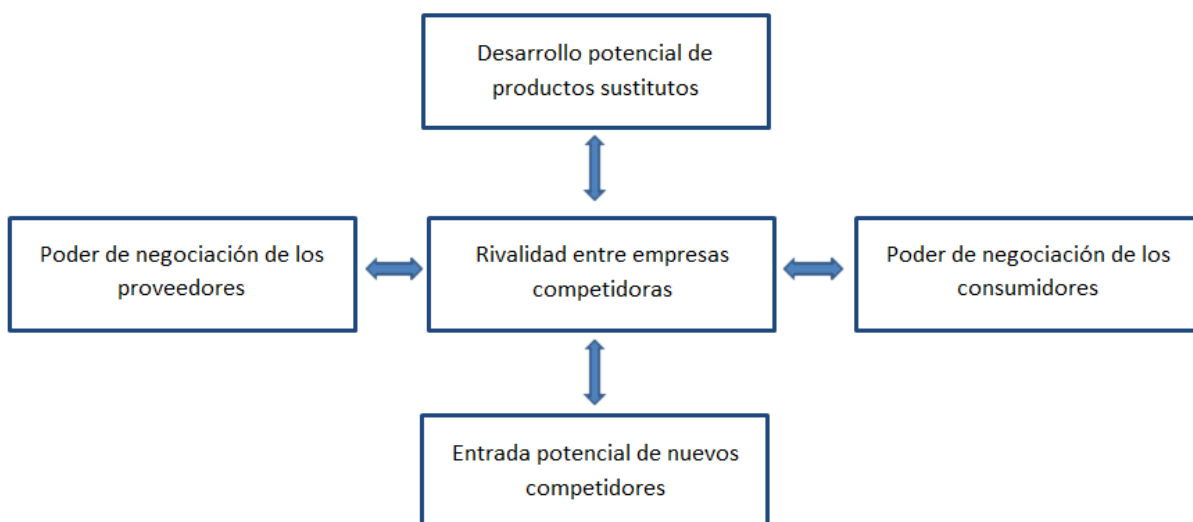 Desarrollo potencial de
productos sustitutos
Poder de negociación de los
proveedores
Rivalidad entre empresas
competidoras
Poder de negociación de los
consumidores
Entrada potencial de nuevos
competidores